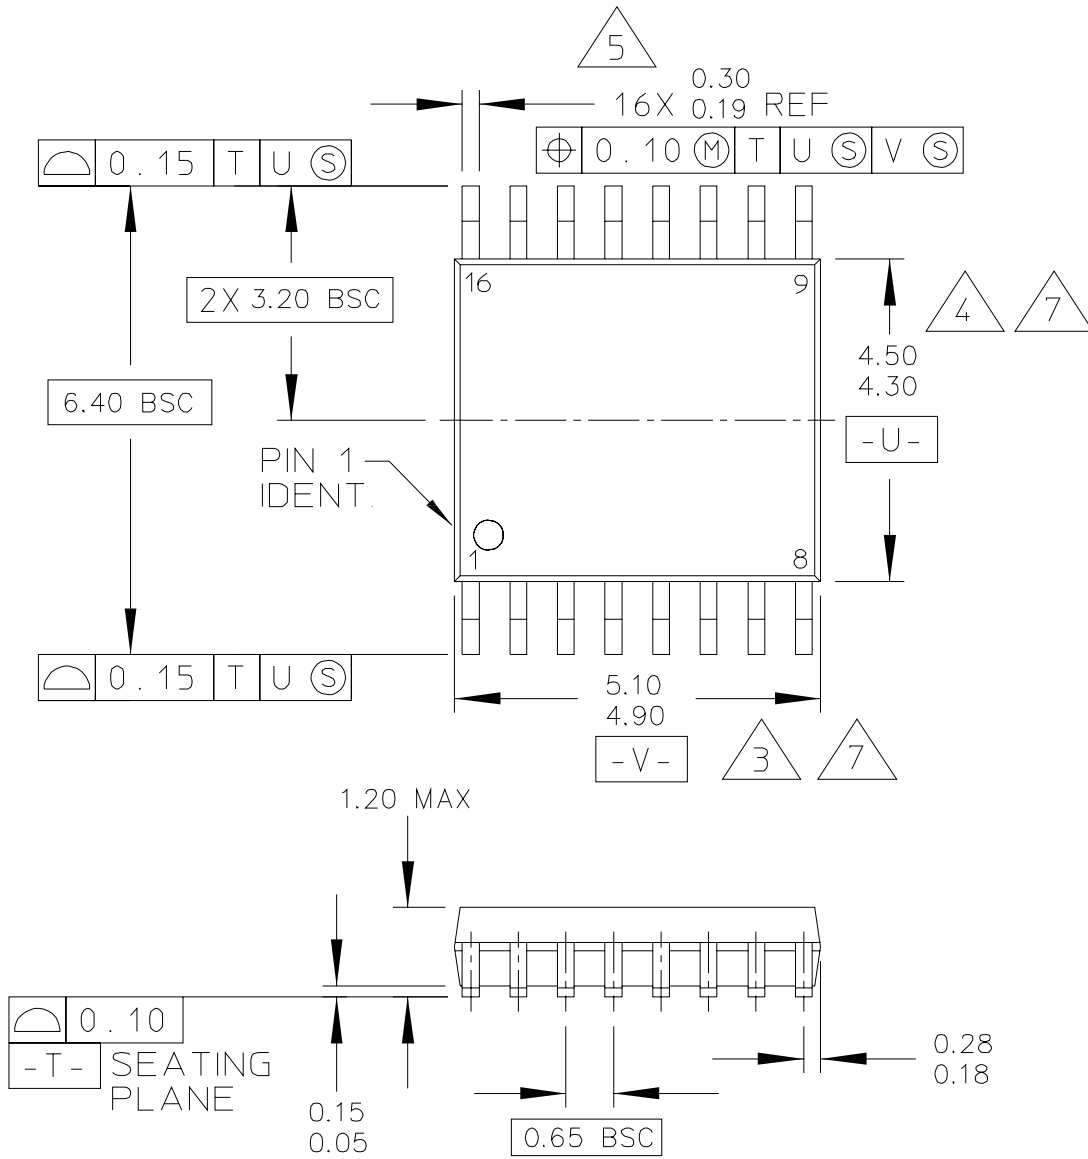 5
0.30
16X 0.19 REF
0.15 T U Ⓢ
0.10 Ⓜ T U Ⓢ V Ⓢ
16 9
2X 3.20 BSC
4 7
4.50
4.30
6.40 BSC
-U-
PIN 1
IDENT.
1 8
0.15 T U Ⓢ
5.10
4.90
-V- 3 7
1.20 MAX
0.10
-T- SEATING
PLANE
0.28
0.18
0.15
0.05
0.65 BSC